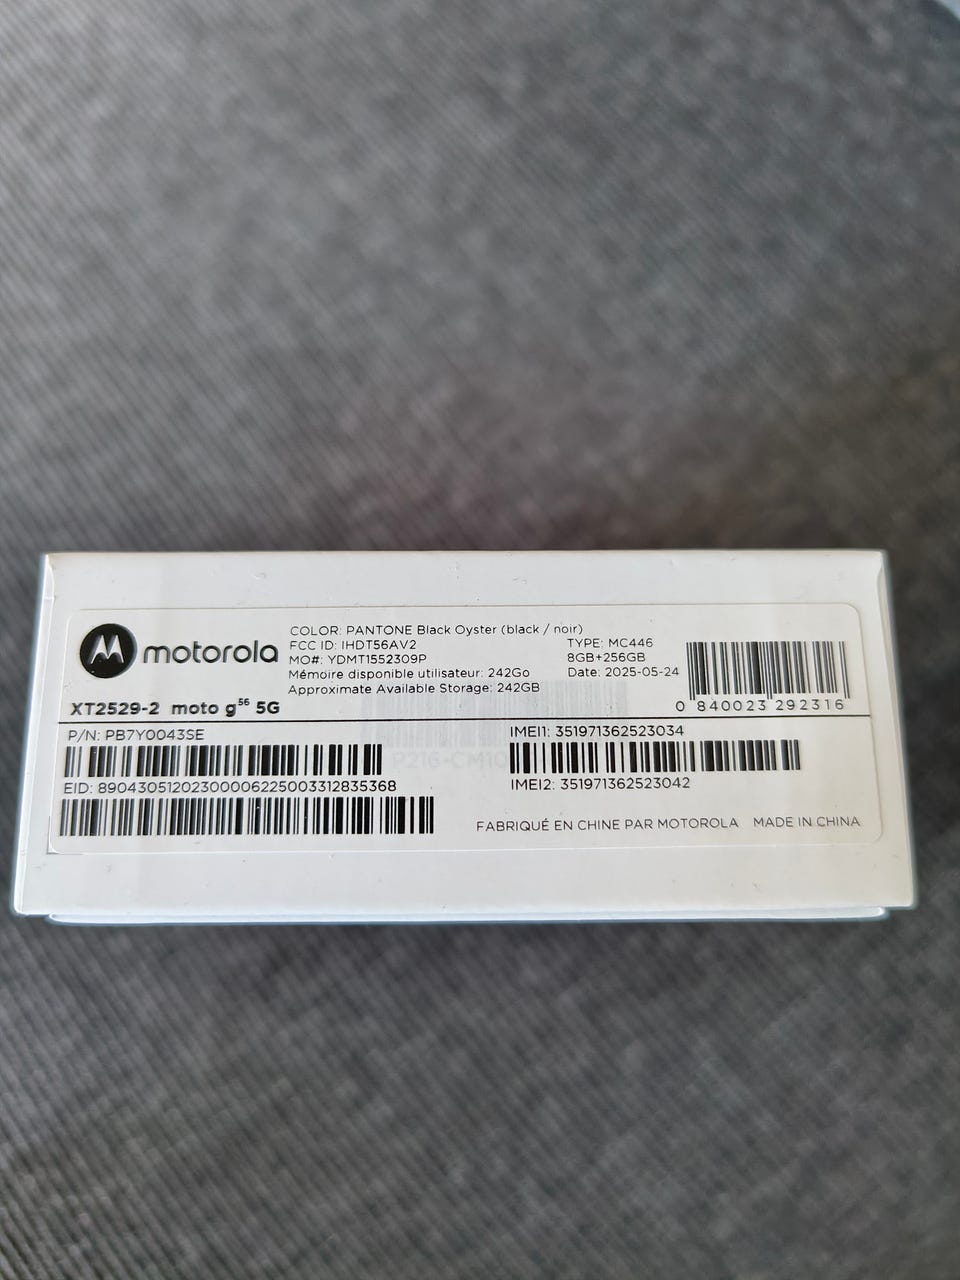 motorola
COLOR: PANTONE Black Oyster (black / noir)
FCC ID: IHDT56AV2
TYPE: MC446
MO#: YDMT1552309P
8GB+256GB
Mémoire disponible utilisateur: 242Go
Date: 2025-05-24
Approximate Available Storage: 242GB
0 840023 292316
XT2529-2 moto g56 5G
P/N: PB7Y0043SE
IMEI1: 351971362523034
EID: 89043051202300006225003312835368
IMEI2: 351971362523042
FABRIQUÉ EN CHINE PAR MOTOROLA MADE IN CHINA